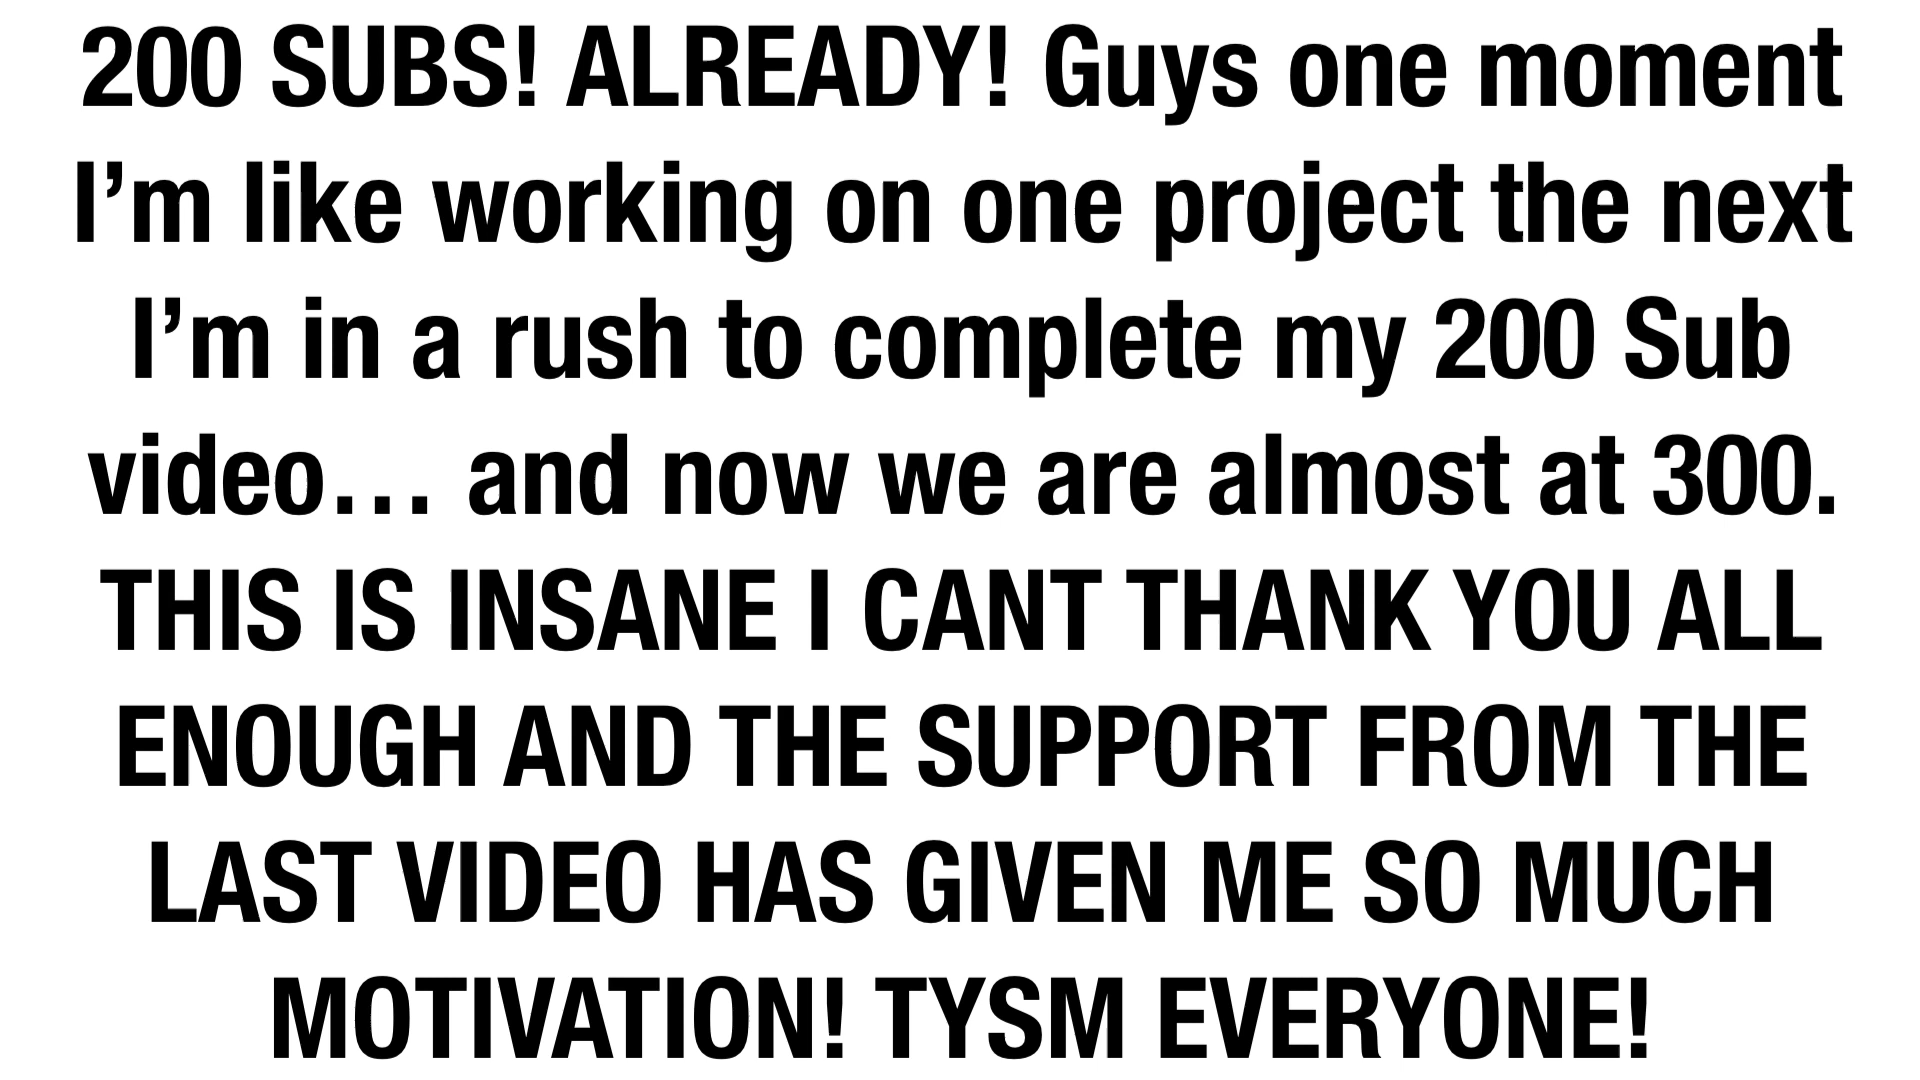 200 SUBS! ALREADY! Guys one moment
I’m like working on one project the next
I’m in a rush to complete my 200 Sub
video… and now we are almost at 300.
THIS IS INSANE I CANT THANK YOU ALL
ENOUGH AND THE SUPPORT FROM THE
LAST VIDEO HAS GIVEN ME SO MUCH
MOTIVATION! TYSM EVERYONE!